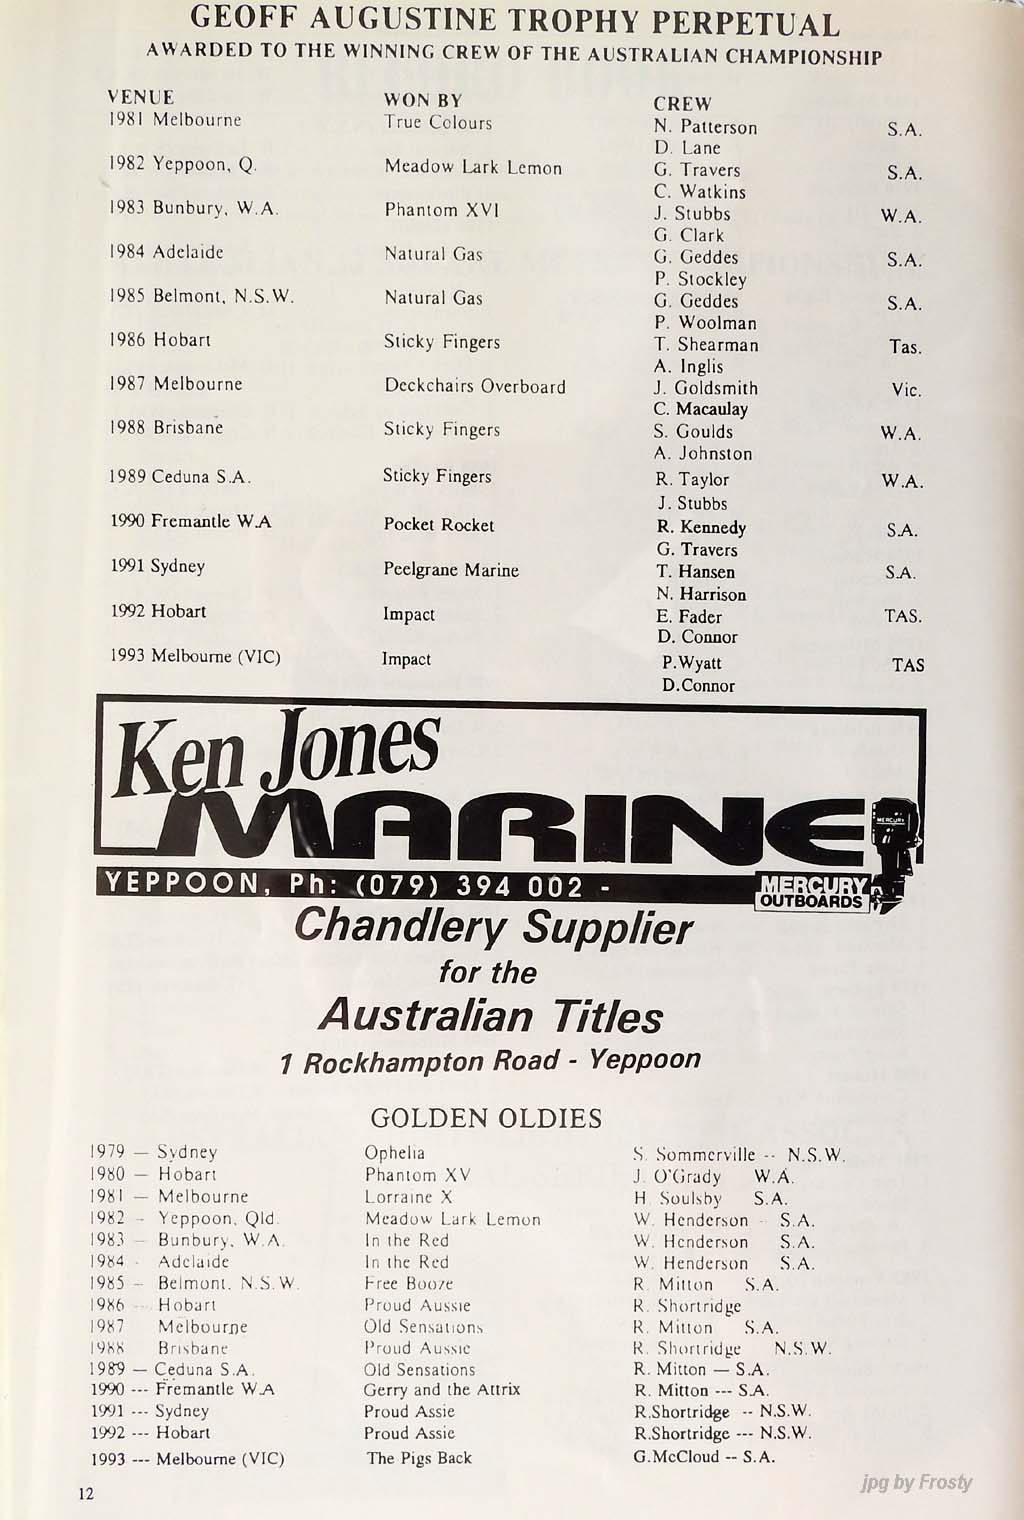 GEOFF AUGUSTINE TROPHY PERPETUAL
AWARDED TO THE WINNING CREW OF THE AUSTRALIAN CHAMPIONSHIP
VENUE WON BY CREW
1981 Melbourne True Colours N. Patterson S.A.
D. Lane
1982 Yeppoon, Q. Meadow Lark Lemon G. Travers S.A.
C. Watkins
1983 Bunbury, W.A. Phantom XVI J. Stubbs W.A.
G. Clark
1984 Adelaide Natural Gas G. Geddes S.A.
P. Stockley
1985 Belmont, N.S.W. Natural Gas G. Geddes S.A.
P. Woolman
1986 Hobart Sticky Fingers T. Shearman Tas.
A. Inglis
1987 Melbourne Deckchairs Overboard J. Goldsmith Vic.
C. Macaulay
1988 Brisbane Sticky Fingers S. Goulds W.A.
A. Johnston
1989 Ceduna S.A. Sticky Fingers R. Taylor W.A.
J. Stubbs
1990 Fremantle W.A Pocket Rocket R. Kennedy S.A.
G. Travers
1991 Sydney Peelgrane Marine T. Hansen S.A.
N. Harrison
1992 Hobart Impact E. Fader TAS.
D. Connor
1993 Melbourne (VIC) Impact P.Wyatt TAS
D.Connor
Ken Jones
MARINE
MERCURY
YEPPOON, Ph: (079) 394 002 -
MERCURY
OUTBOARDS
Chandlery Supplier
for the
Australian Titles
1 Rockhampton Road - Yeppoon
GOLDEN OLDIES
1979 — Sydney Ophelia S. Sommerville -- N.S.W.
1980 — Hobart Phantom XV J. O'Grady W.A.
1981 — Melbourne Lorraine X H. Soulsby S.A.
1982 - Yeppoon, Qld. Meadow Lark Lemon W. Henderson - S.A.
1983 - Bunbury, W.A. In the Red W. Henderson S.A.
1984 - Adelaide In the Red W. Henderson S.A.
1985 - Belmont, N.S.W. Free Booze R. Mitton S.A.
1986 --- Hobart Proud Aussie R. Shortridge
1987 Melbourne Old Sensations R. Mitton S.A.
1988 Brisbane Proud Aussie R. Shortridge N.S.W.
1989 — Ceduna S.A. Old Sensations R. Mitton — S.A.
1990 --- Fremantle W.A Gerry and the Attrix R. Mitton --- S.A.
1991 --- Sydney Proud Assie R.Shortridge -- N.S.W.
1992 --- Hobart Proud Assie R.Shortridge --- N.S.W.
1993 --- Melbourne (VIC) The Pigs Back G.McCloud -- S.A.
12
jpg by Frosty